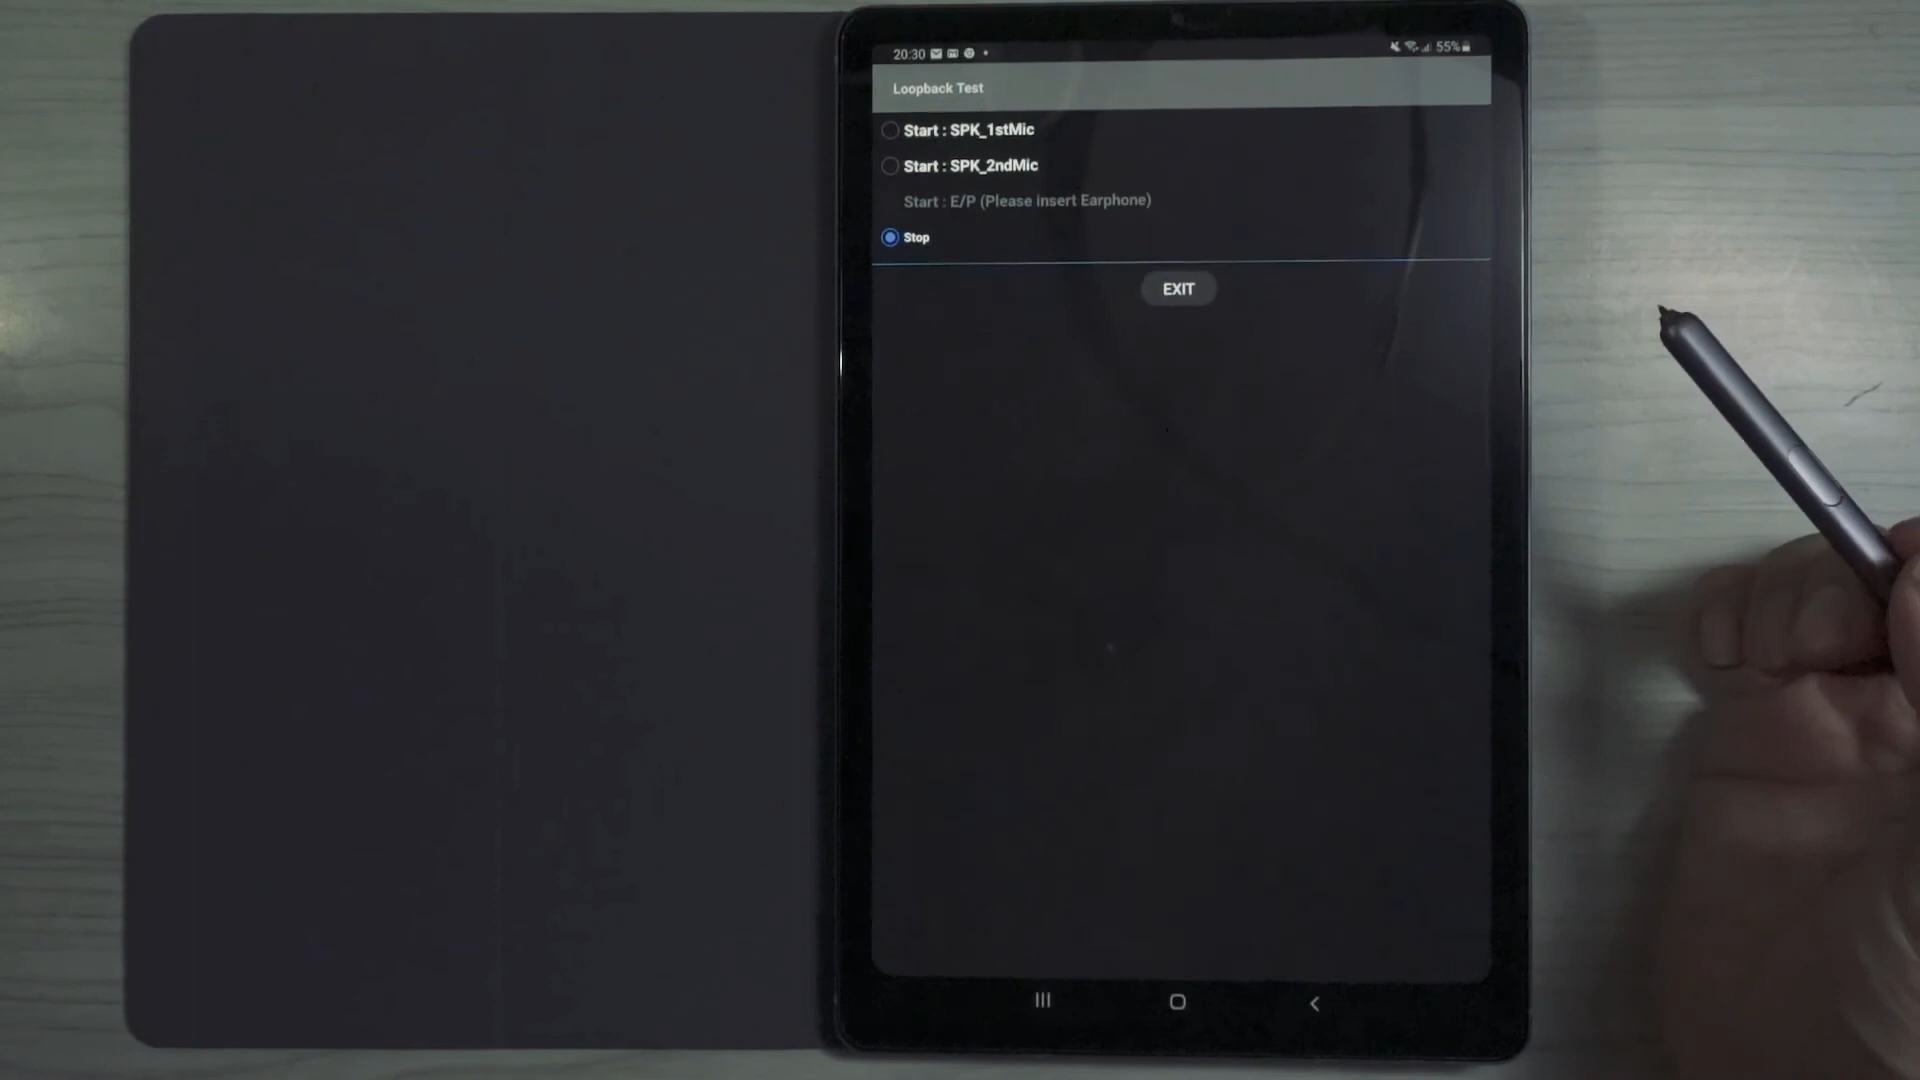 20:30
55%
Loopback Test
Start : SPK_1stMic
Start : SPK_2ndMic
Start : E/P (Please insert Earphone)
Stop
EXIT